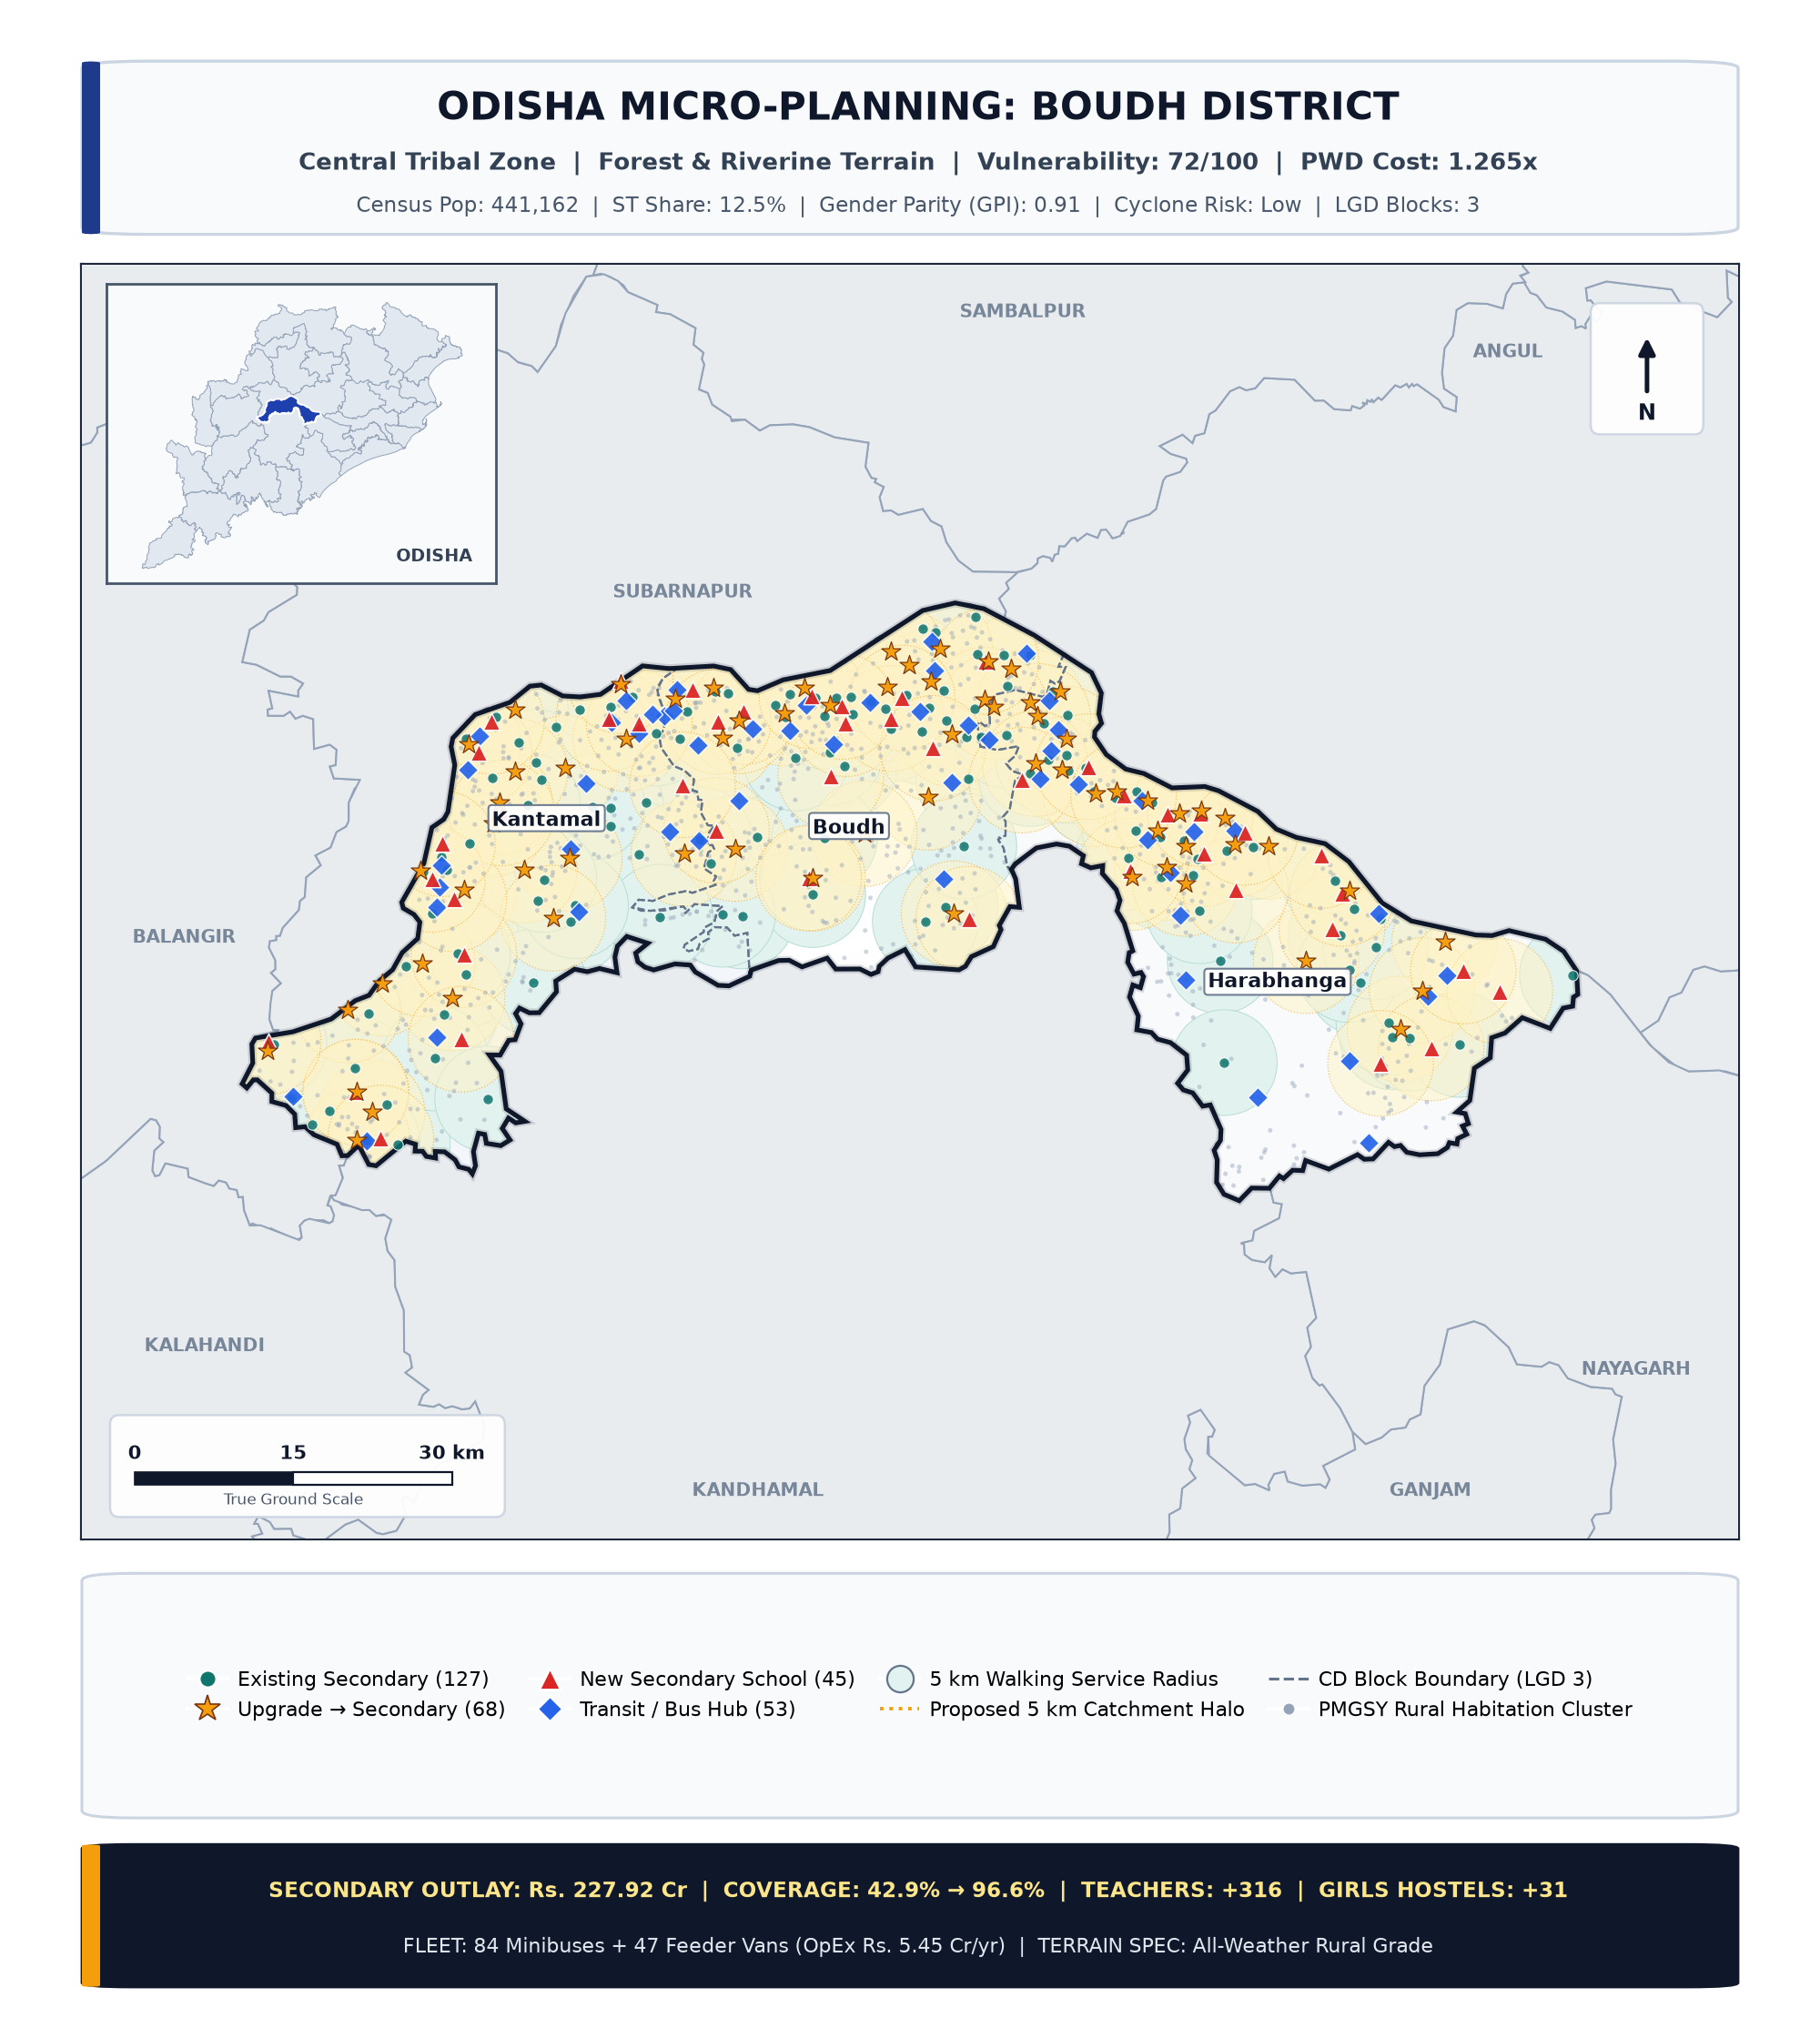 ODISHA MICRO-PLANNING: BOUDH DISTRICT
Central Tribal Zone | Forest & Riverine Terrain | Vulnerability: 72/100 | PWD Cost: 1.265x
Census Pop: 441,162 | ST Share: 12.5% | Gender Parity (GPI): 0.91 | Cyclone Risk: Low | LGD Blocks: 3
SAMBALPUR
ANGUL
N
ODISHA
SUBARNAPUR
Kantamal
Boudh
BALANGIR
Harabhanga
KALAHANDI
NAYAGARH
0 15 30 km
True Ground Scale
KANDHAMAL
GANJAM
Existing Secondary (127)
Upgrade → Secondary (68)
New Secondary School (45)
Transit / Bus Hub (53)
5 km Walking Service Radius
Proposed 5 km Catchment Halo
CD Block Boundary (LGD 3)
PMGSY Rural Habitation Cluster
SECONDARY OUTLAY: Rs. 227.92 Cr | COVERAGE: 42.9% → 96.6% | TEACHERS: +316 | GIRLS HOSTELS: +31
FLEET: 84 Minibuses + 47 Feeder Vans (OpEx Rs. 5.45 Cr/yr) | TERRAIN SPEC: All-Weather Rural Grade